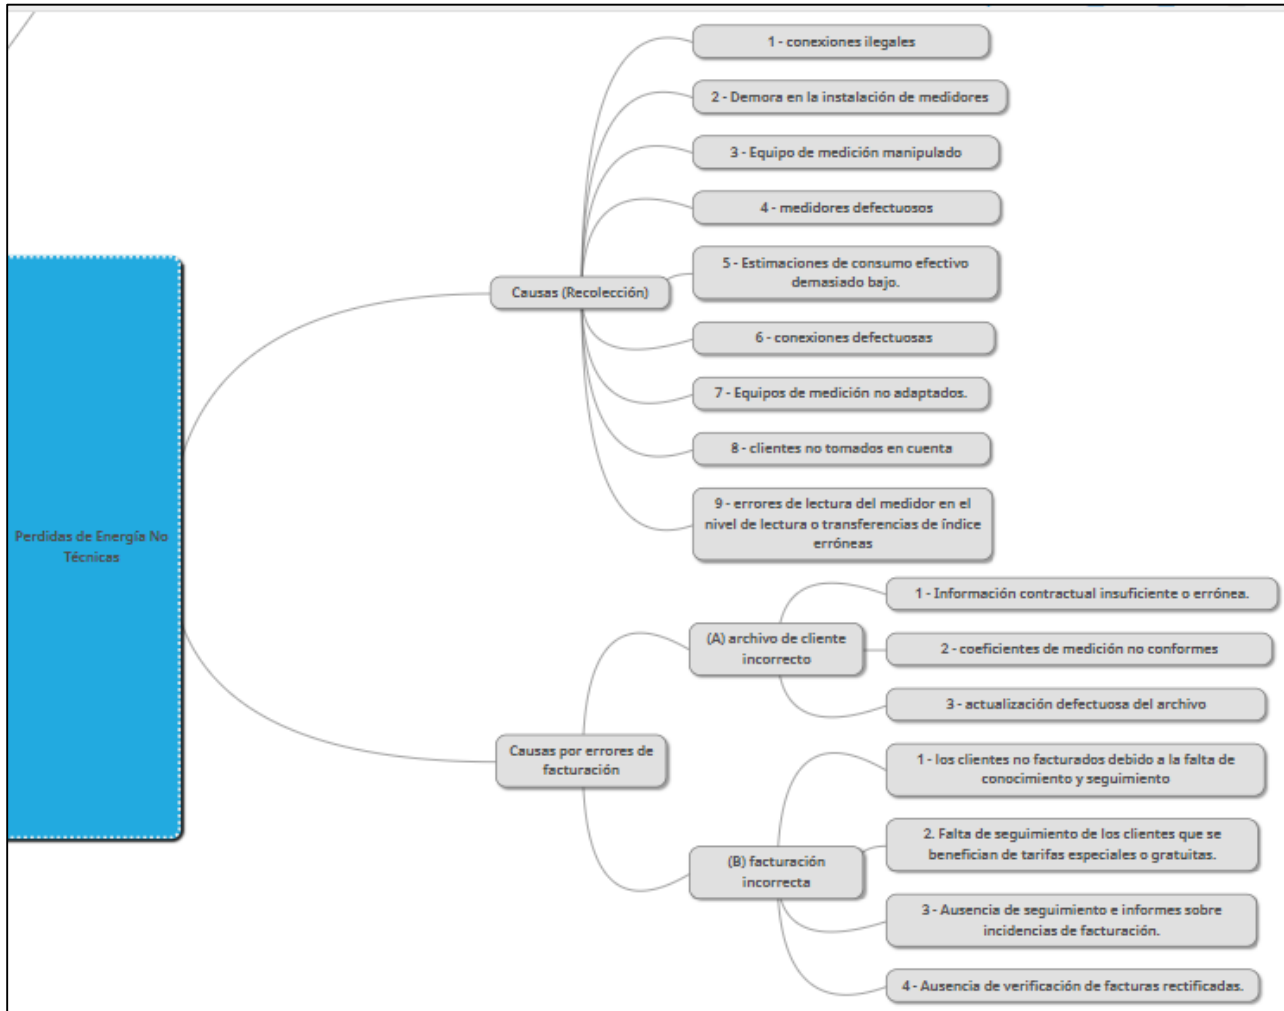 1 - conexiones ilegales
2 - Demora en la instalación de medidores
3 - Equipo de medición manipulado
4 - medidores defectuosos
5 - Estimaciones de consumo efectivo
demasiado bajo.
Causas (Recolección)
6 - conexiones defectuosas
7 - Equipos de medición no adaptados.
8 - clientes no tomados en cuenta
9 - errores de lectura del medidor en el
nivel de lectura o transferencias de índice
erróneas
Perdidas de Energía No
Técnicas
Causas por errores de
facturación
(A) archivo de cliente
incorrecto
1 - Información contractual insuficiente o errónea.
2 - coeficientes de medición no conformes
3 - actualización defectuosa del archivo
(B) facturación
incorrecta
1 - los clientes no facturados debido a la falta de
conocimiento y seguimiento
2. Falta de seguimiento de los clientes que se
benefician de tarifas especiales o gratuitas.
3 - Ausencia de seguimiento e informes sobre
incidencias de facturación.
4 - Ausencia de verificación de facturas rectificadas.